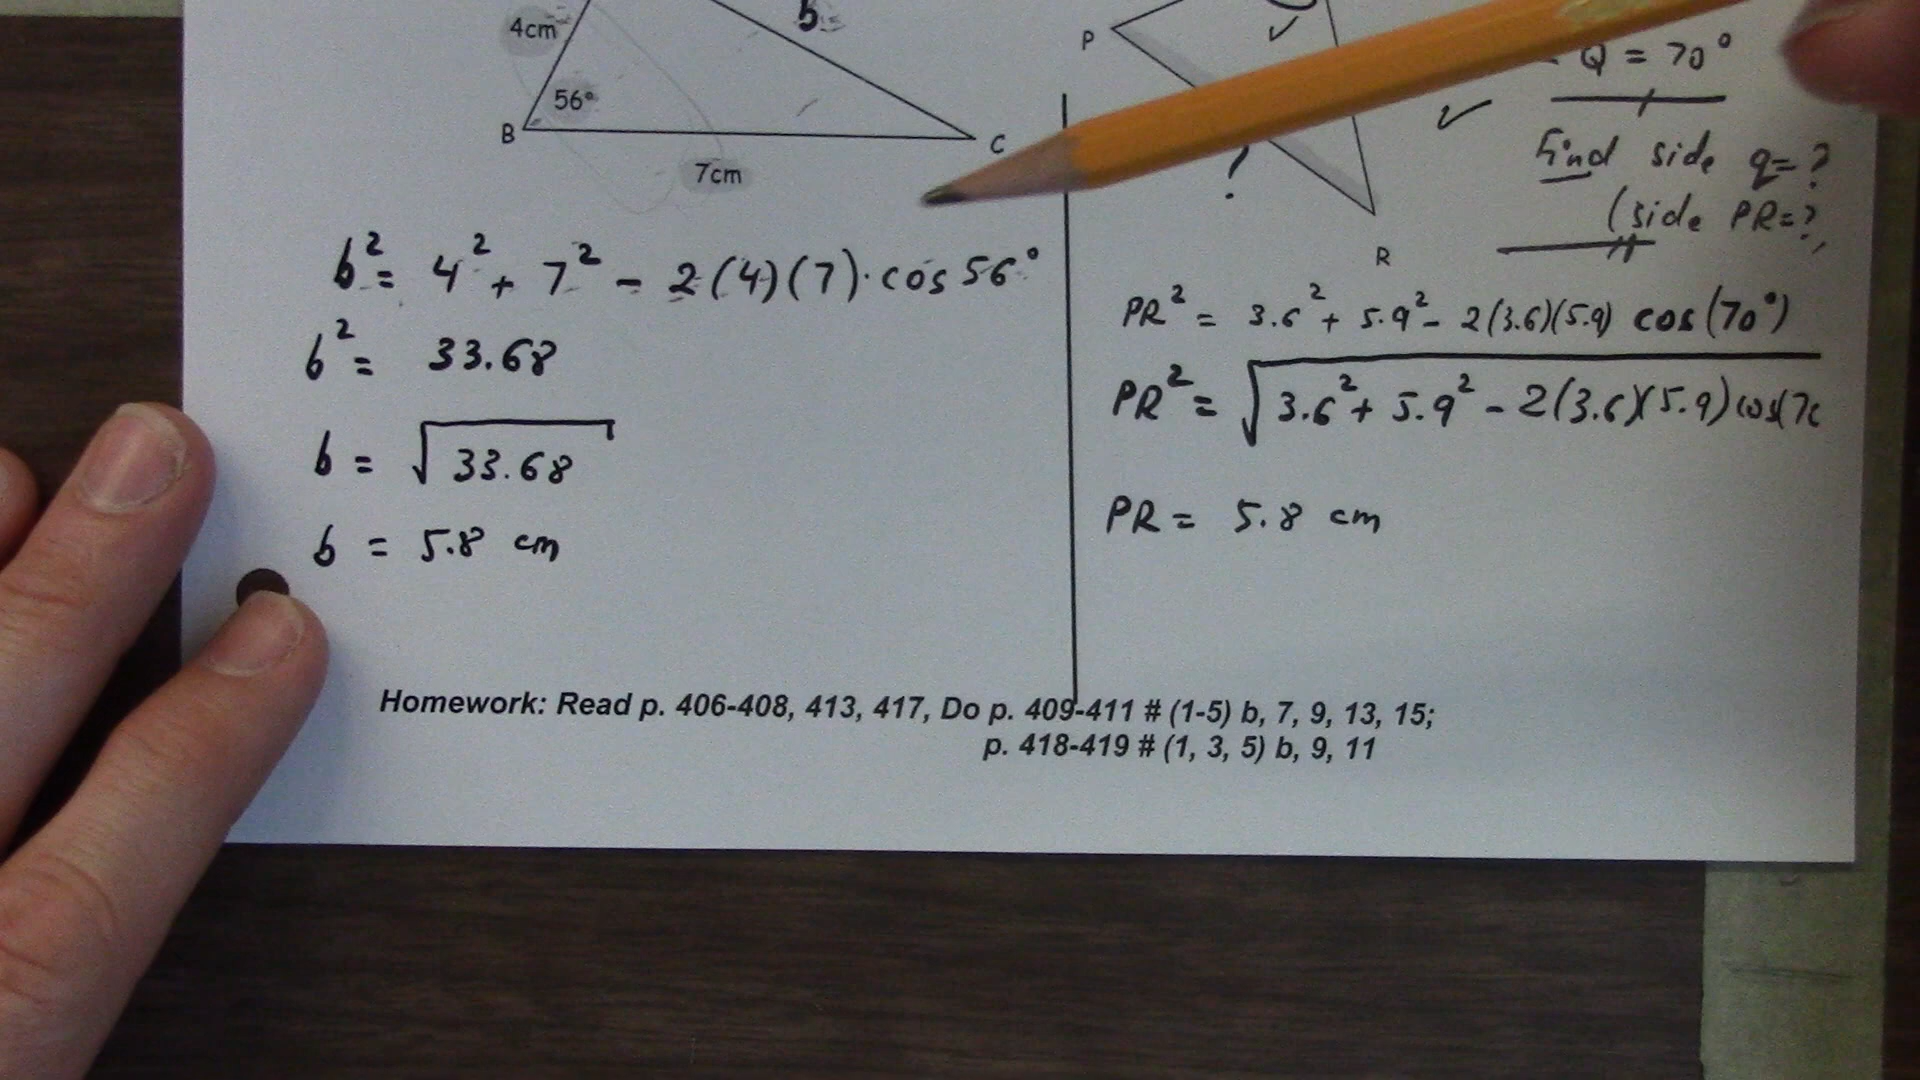 4cm
b
56°
B
C
7cm
b² = 4² + 7² - 2(4)(7)·cos 56°
b² = 33.68
b = √33.68
b = 5.8 cm
P
?
R
Q = 70°
Find side q = ?
(side PR = ?,
PR² = 3.6² + 5.9² - 2(3.6)(5.9) cos(70°)
PR² = √3.6² + 5.9² - 2(3.6)(5.9) cos(70
PR = 5.8 cm
Homework: Read p. 406-408, 413, 417, Do p. 409-411 # (1-5) b, 7, 9, 13, 15;
p. 418-419 # (1, 3, 5) b, 9, 11